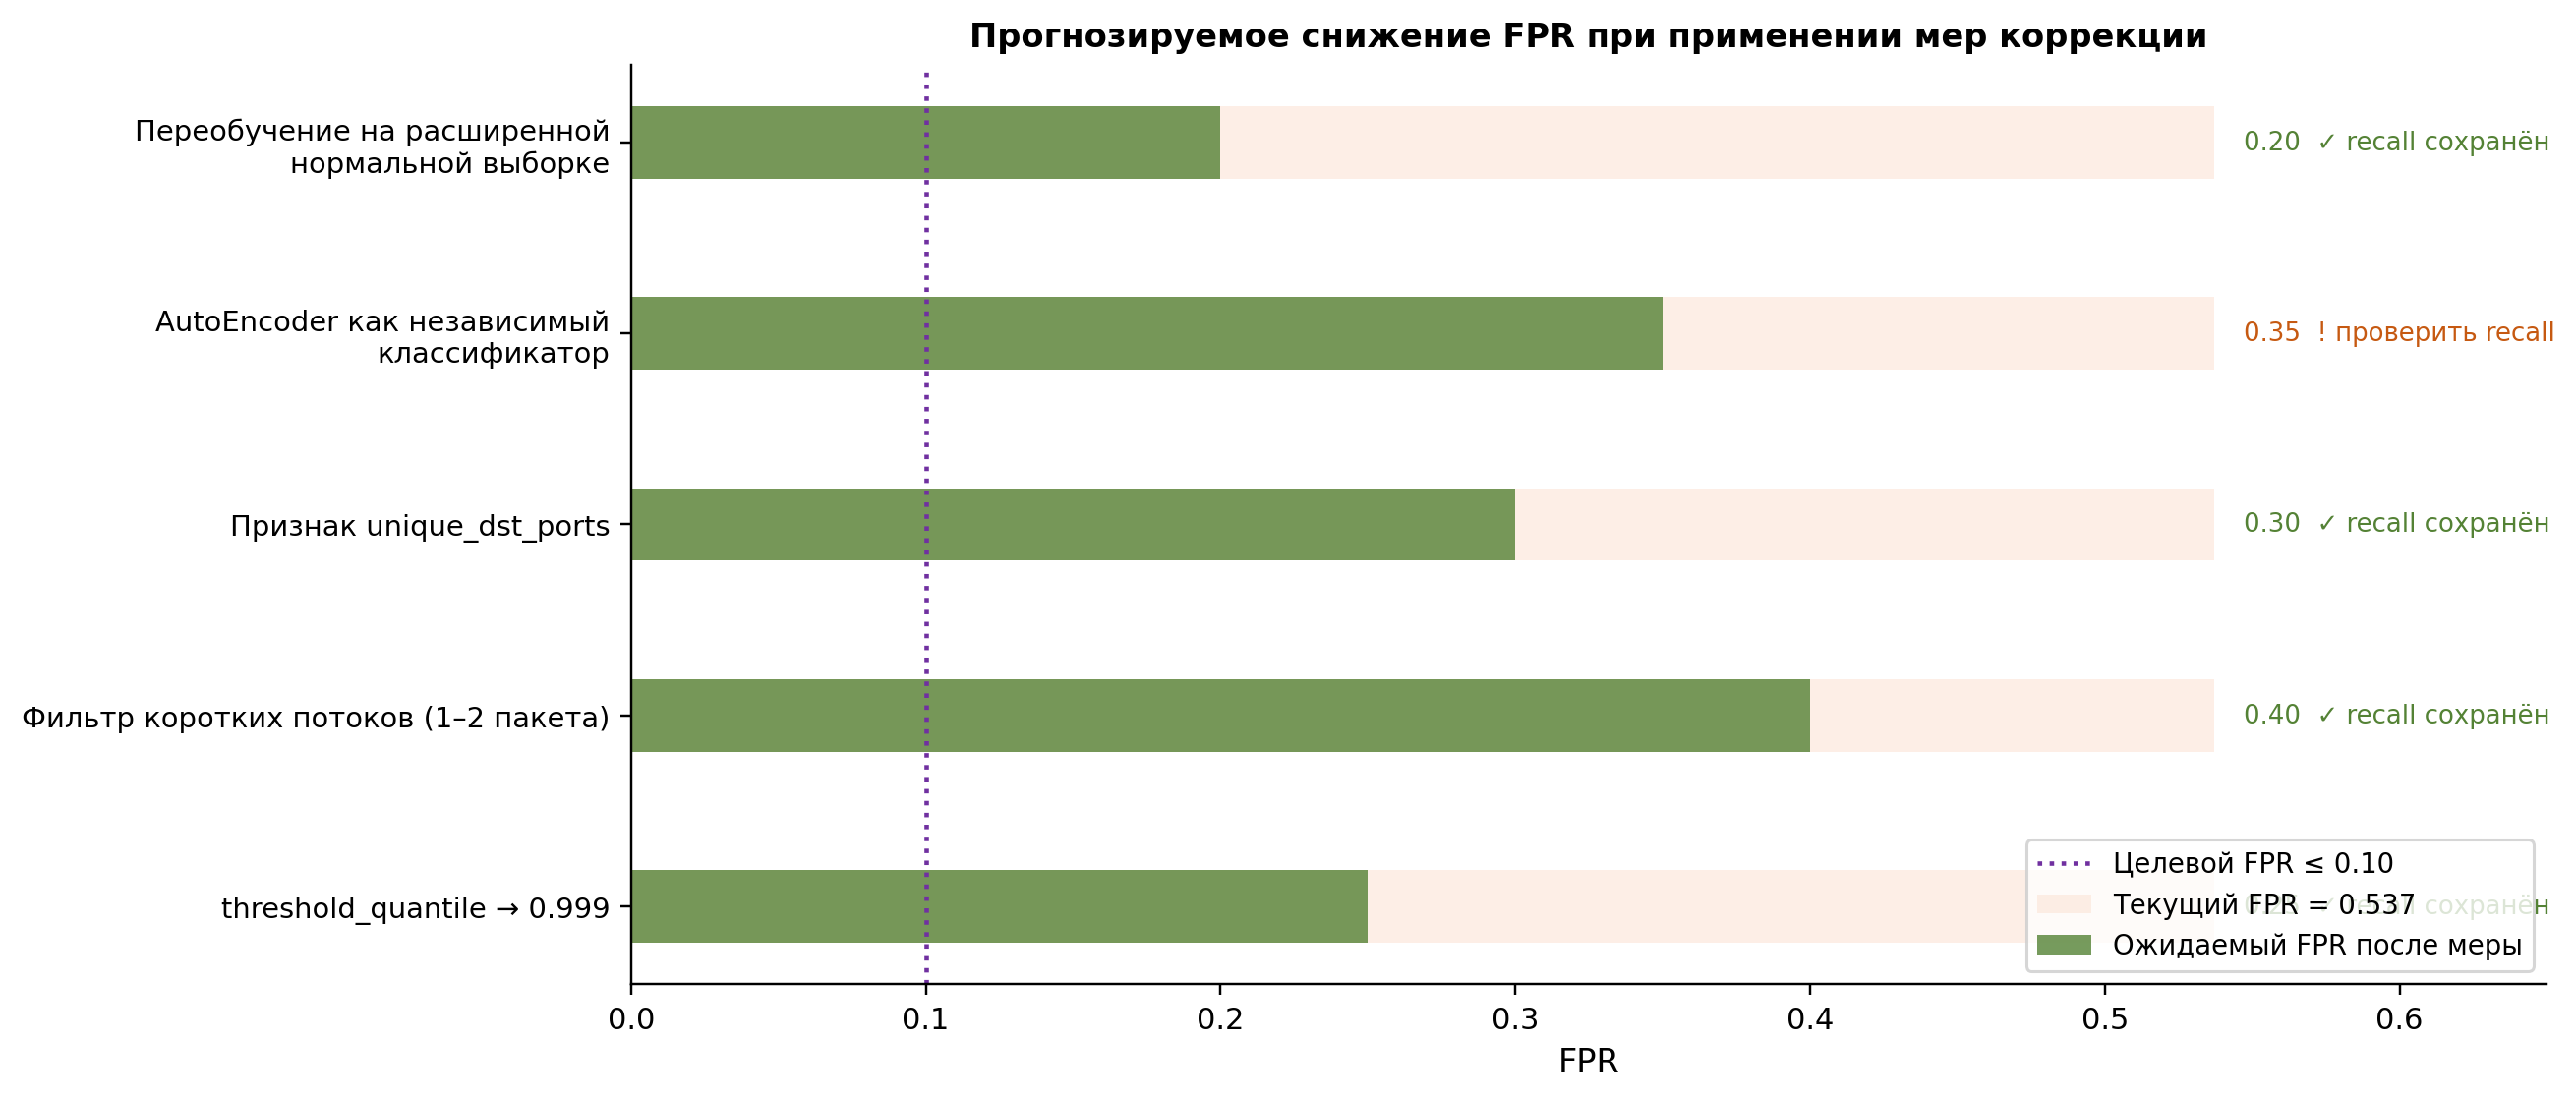 Прогнозируемое снижение FPR при применении мер коррекции
Переобучение на расширенной
нормальной выборке
0.20 ✓ recall сохранён
AutoEncoder как независимый
классификатор
0.35 ! проверить recall
Признак unique_dst_ports
0.30 ✓ recall сохранён
Фильтр коротких потоков (1–2 пакета)
0.40 ✓ recall сохранён
threshold_quantile → 0.999
сохранён
Целевой FPR ≤ 0.10
Текущий FPR = 0.537
Ожидаемый FPR после меры
0.0 0.1 0.2 0.3 0.4 0.5 0.6
FPR